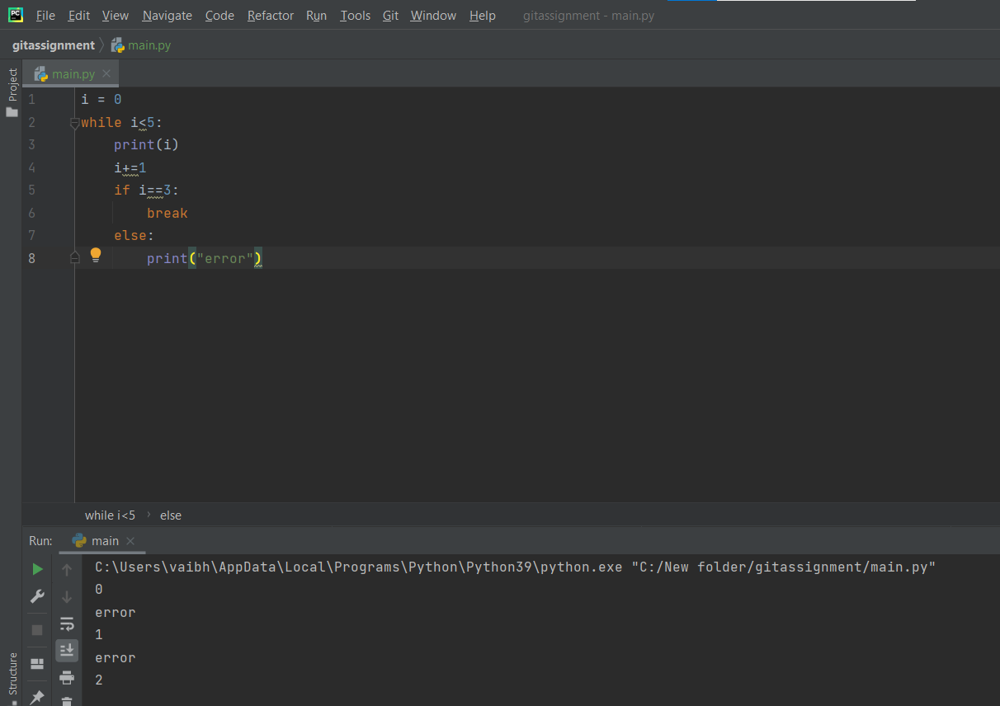 PC File Edit View Navigate Code Refactor Run Tools Git Window Help gitassignment - main.py
gitassignment main.py
Project
main.py
1 i = 0
2 while i<5:
3     print(i)
4     i+=1
5     if i==3:
6         break
7     else:
8         print("error")
while i<5 › else
Run: main
C:\Users\vaibh\AppData\Local\Programs\Python\Python39\python.exe "C:/New folder/gitassignment/main.py"
0
error
1
error
2
Structure